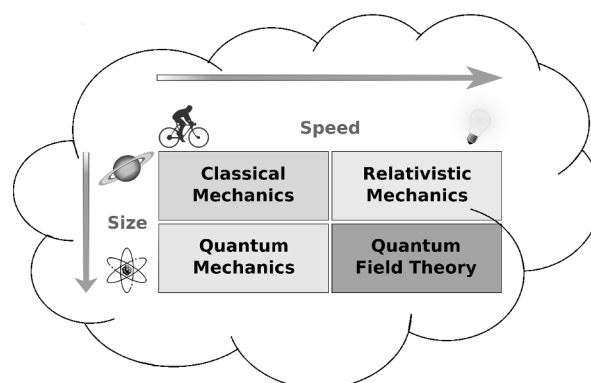 Speed
Classical
Mechanics
Relativistic
Mechanics
Size
Quantum
Mechanics
Quantum
Field Theory